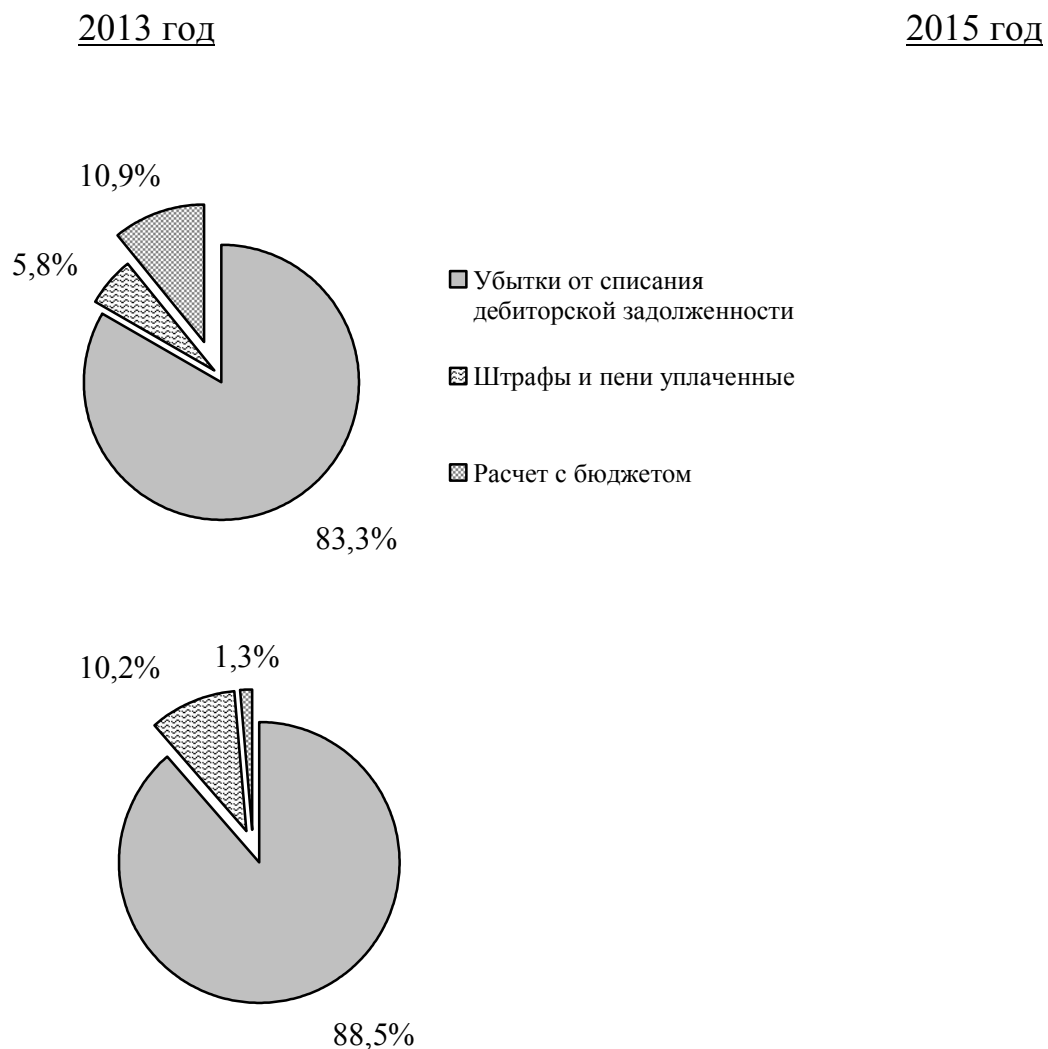 2013 год
2015 год
10,9%
5,8%
Убытки от списания
дебиторской задолженности
Штрафы и пени уплаченные
Расчет с бюджетом
83,3%
10,2%
1,3%
88,5%